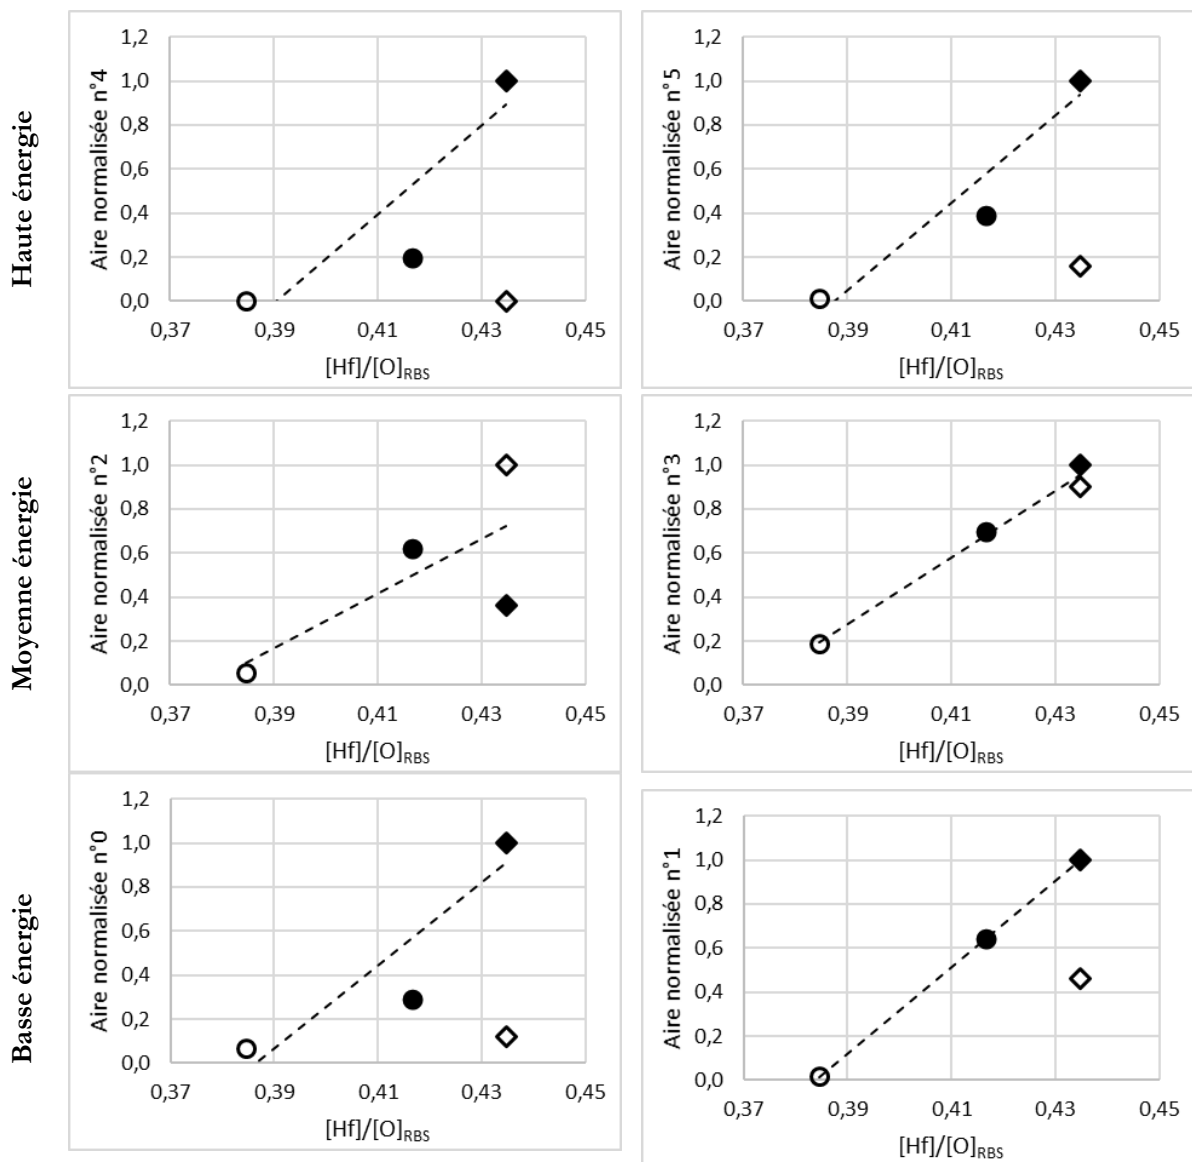 Haute énergie
Aire normalisée n°4
1,2
1,0
0,8
0,6
0,4
0,2
0,0
0,37 0,39 0,41 0,43 0,45
[Hf]/[O]RBS
Aire normalisée n°5
1,2
1,0
0,8
0,6
0,4
0,2
0,0
0,37 0,39 0,41 0,43 0,45
[Hf]/[O]RBS
Moyenne énergie
Aire normalisée n°2
1,2
1,0
0,8
0,6
0,4
0,2
0,0
0,37 0,39 0,41 0,43 0,45
[Hf]/[O]RBS
Aire normalisée n°3
1,2
1,0
0,8
0,6
0,4
0,2
0,0
0,37 0,39 0,41 0,43 0,45
[Hf]/[O]RBS
Basse énergie
Aire normalisée n°0
1,2
1,0
0,8
0,6
0,4
0,2
0,0
0,37 0,39 0,41 0,43 0,45
[Hf]/[O]RBS
Aire normalisée n°1
1,2
1,0
0,8
0,6
0,4
0,2
0,0
0,37 0,39 0,41 0,43 0,45
[Hf]/[O]RBS